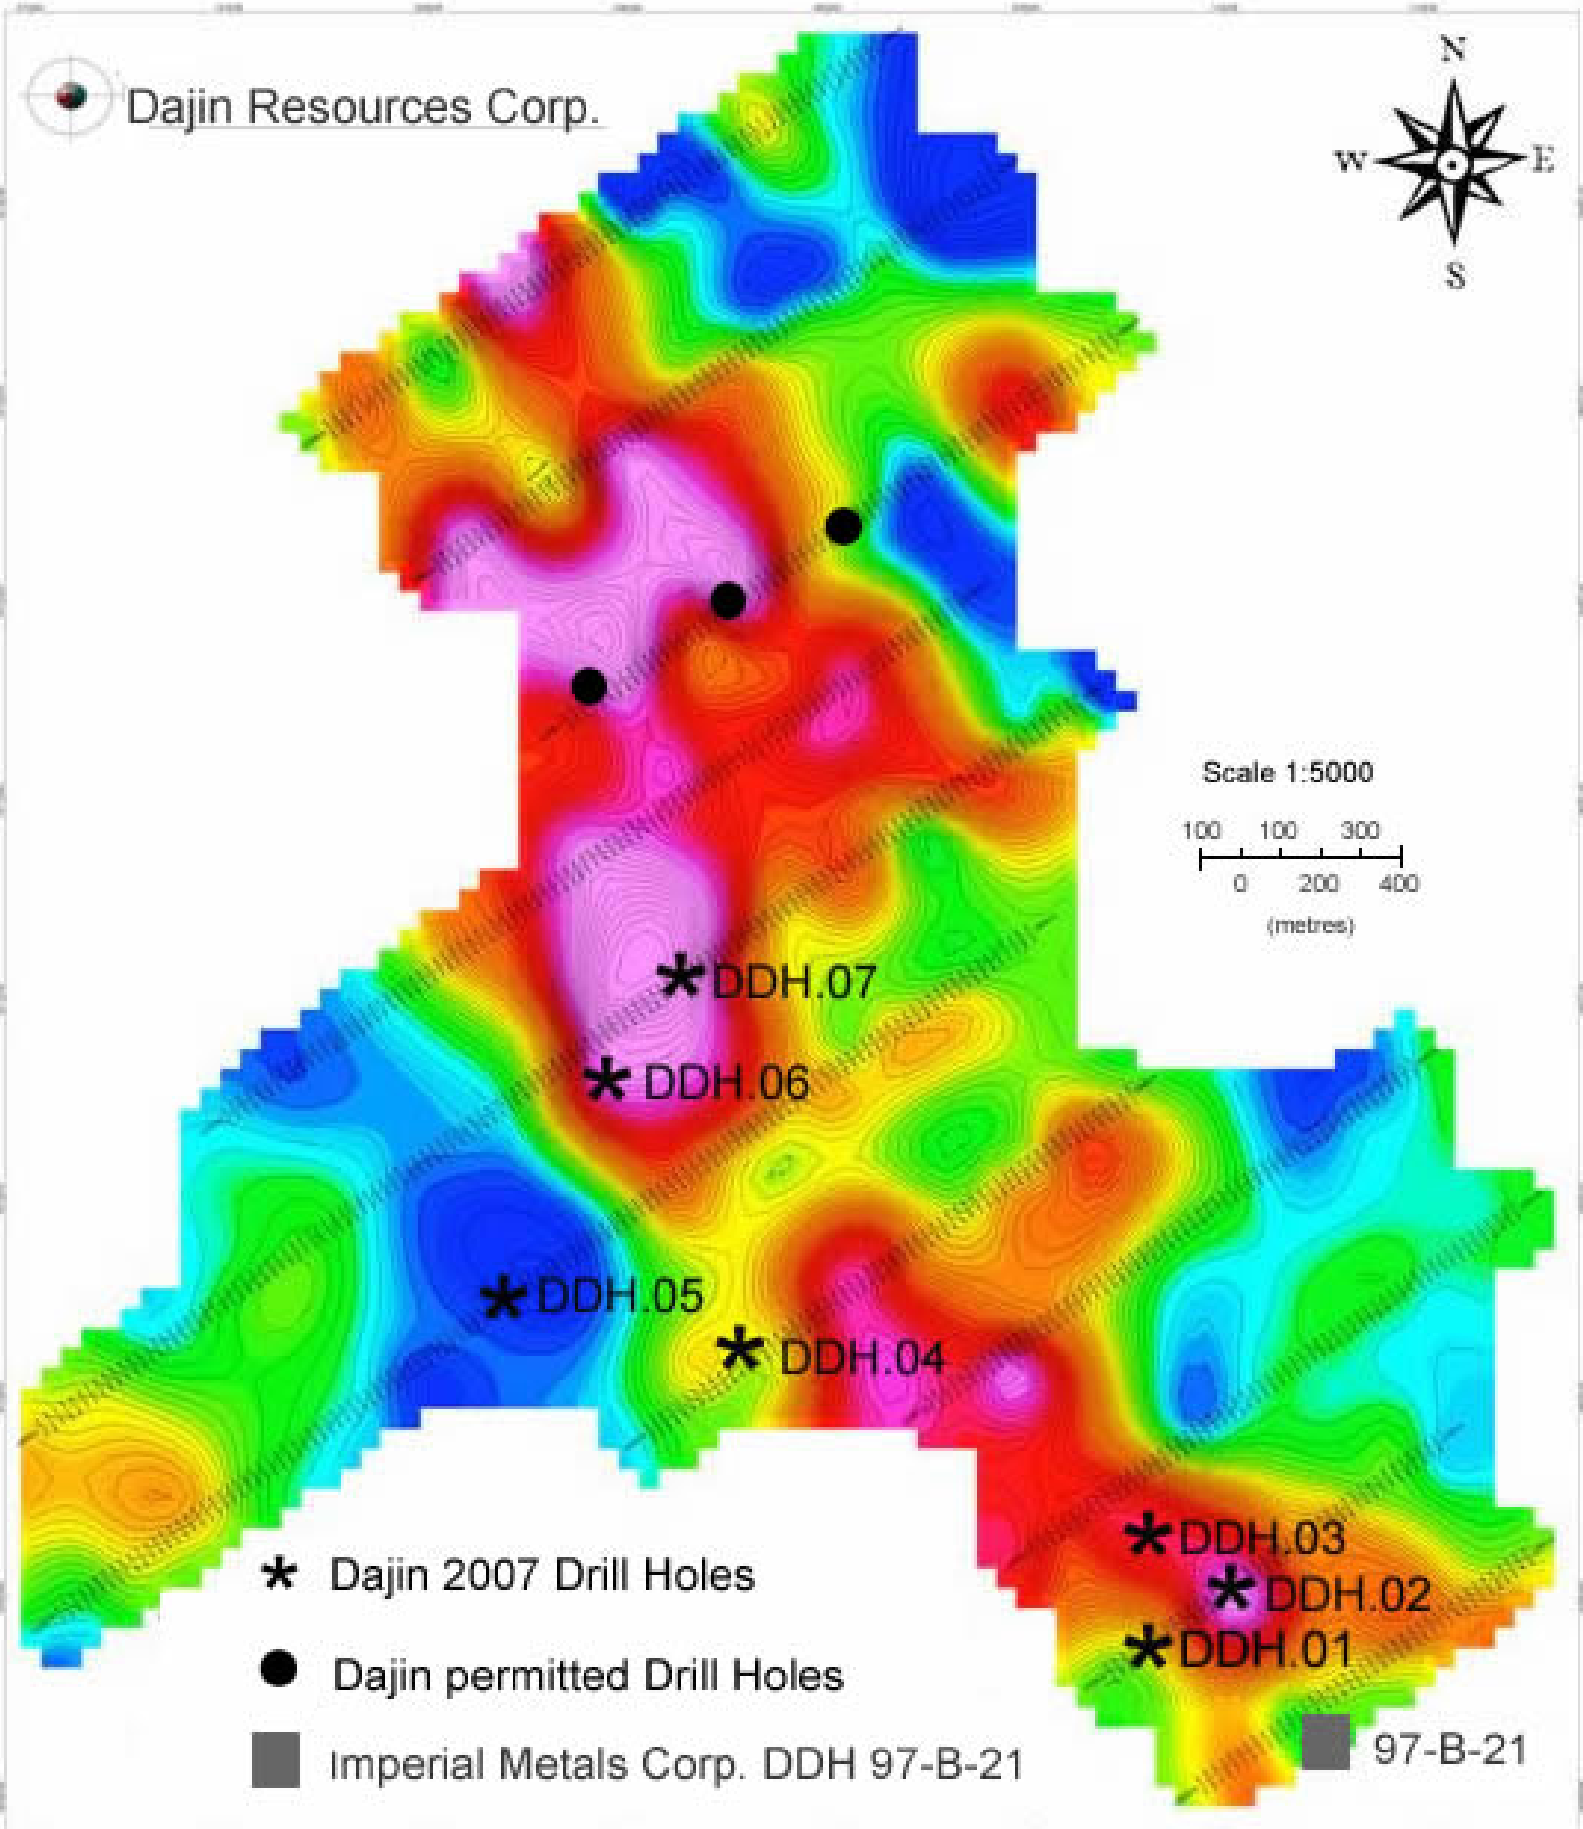 N
Dajin Resources Corp.
W E
S
Scale 1:5000
100 100 300
0 200 400
(metres)
DDH.07
DDH.06
DDH.05
DDH.04
DDH.03
DDH.02
DDH.01
Dajin 2007 Drill Holes
Dajin permitted Drill Holes
97-B-21
Imperial Metals Corp. DDH 97-B-21